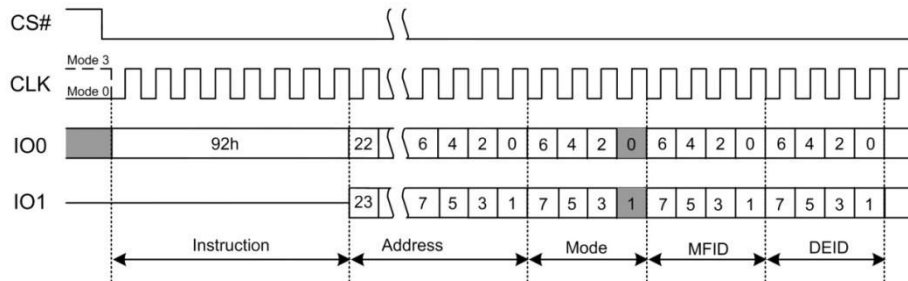 CS#
Mode 3
CLK
Mode 0
IO0 92h 22 6 4 2 0 6 4 2 0 6 4 2 0 6 4 2 0
IO1 23 7 5 3 1 7 5 3 1 7 5 3 1 7 5 3 1
Instruction Address Mode MFID DEID